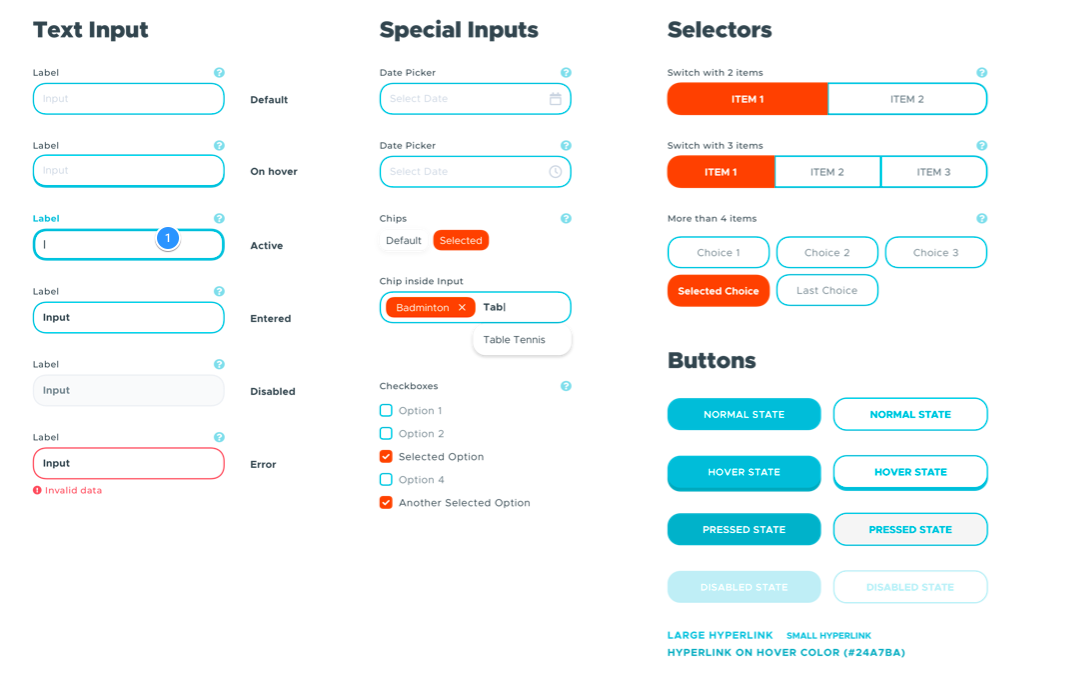 Text Input
Label
Input
Default
Label
Input
On hover
Label
1
Active
Label
Input
Entered
Label
Input
Disabled
Label
Input
Error
Invalid data
Special Inputs
Date Picker
Select Date
Date Picker
Select Date
Chips
Default Selected
Chip inside Input
Badminton × Tabl
Table Tennis
Checkboxes
Option 1
Option 2
Selected Option
Option 4
Another Selected Option
Selectors
Switch with 2 items
ITEM 1 ITEM 2
Switch with 3 items
ITEM 1 ITEM 2 ITEM 3
More than 4 items
Choice 1 Choice 2 Choice 3
Selected Choice Last Choice
Buttons
NORMAL STATE NORMAL STATE
HOVER STATE HOVER STATE
PRESSED STATE PRESSED STATE
DISABLED STATE DISABLED STATE
LARGE HYPERLINK SMALL HYPERLINK
HYPERLINK ON HOVER COLOR (#24A7BA)